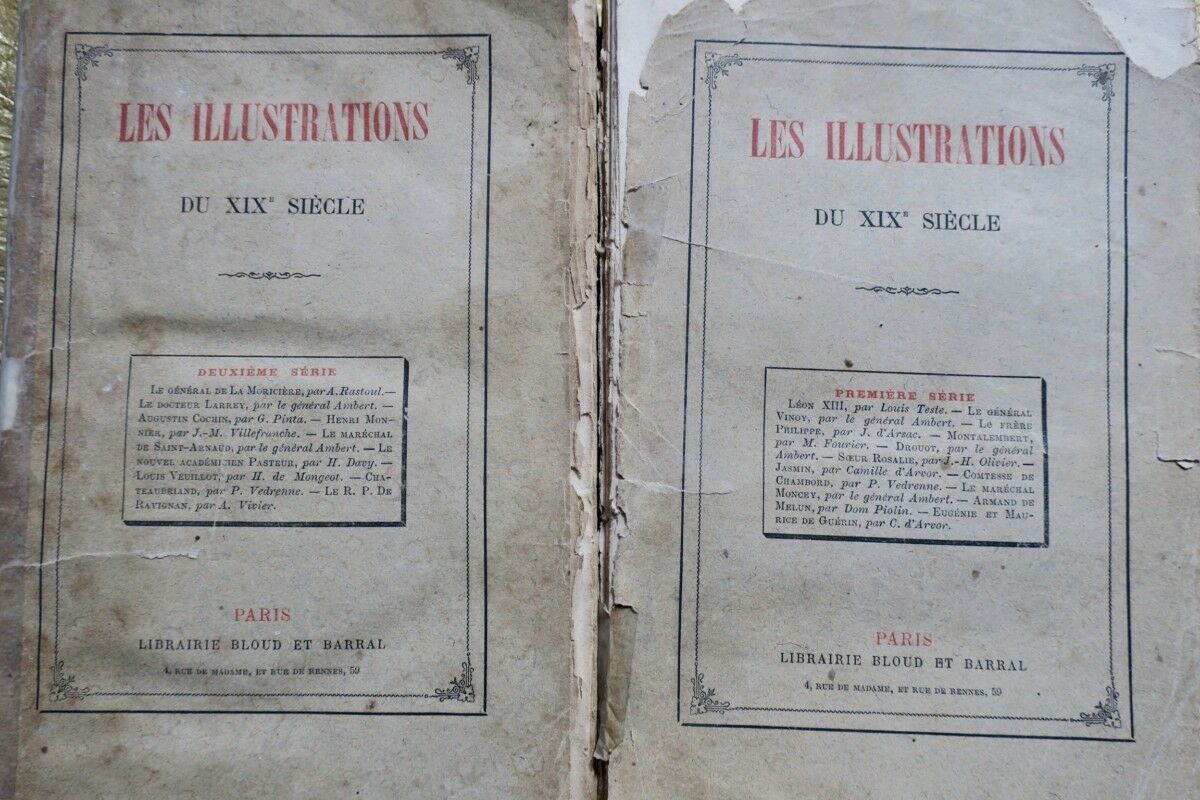 LES ILLUSTRATIONS
DU XIXE SIÈCLE
DEUXIÈME SÉRIE
LE GÉNÉRAL DE LA MORICIÈRE, par A. Rastoul. —
LE DOCTEUR LARREY, par le général Ambert. —
AUGUSTIN COCHIN, par G. Pinta. — HENRI MON-
NIER, par J.-M. Villefranche. — LE MARÉCHAL
DE SAINT-ARNAUD, par le général Ambert. — LE
NOUVEL ACADÉMICIEN PASTEUR, par H. Davy. —
LOUIS VEUILLOT, par H. de Mongeot. — CHA-
TEAUBRIAND, par P. Vedrenne. — LE R. P. DE
RAVIGNAN, par A. Vivier.
PARIS
LIBRAIRIE BLOUD ET BARRAL
4, RUE DE MADAME, ET RUE DE RENNES, 59
LES ILLUSTRATIONS
DU XIXE SIÈCLE
PREMIÈRE SÉRIE
LÉON XIII, par Louis Teste. — LE GÉNÉRAL
VINOY, par le général Ambert. — LE FRÈRE
PHILIPPE, par J. d'Arsac. — MONTALEMBERT,
par M. Fourier. — DROUOT, par le général
Ambert. — SŒUR ROSALIE, par J.-H. Olivier. —
JASMIN, par Camille d'Arvor. — COMTESSE DE
CHAMBORD, par P. Vedrenne. — LE MARÉCHAL
MONCEY, par le général Ambert. — ARMAND DE
MELUN, par Dom Piolin. — EUGÉNIE ET MAU-
RICE DE GUÉRIN, par C. d'Arvor.
PARIS
LIBRAIRIE BLOUD ET BARRAL
4, RUE DE MADAME, ET RUE DE RENNES, 59